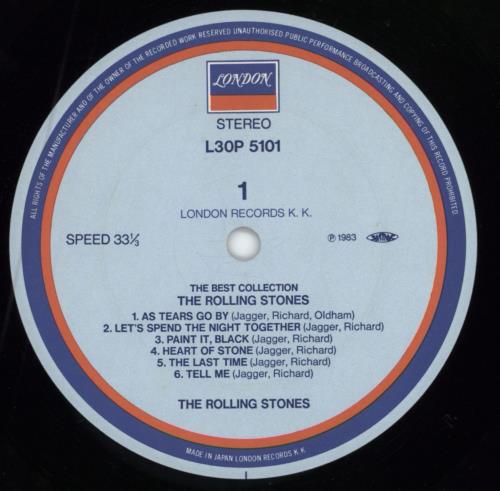 ALL RIGHTS OF THE MANUFACTURER AND OF THE OWNER OF THE RECORDED WORK RESERVED UNAUTHORISED PUBLIC PERFORMANCE BROADCASTING AND COPYING OF THIS RECORD PROHIBITED
LONDON
STEREO
L30P 5101
1
LONDON RECORDS K. K.
SPEED 33⅓
℗ 1983
THE BEST COLLECTION
THE ROLLING STONES
1. AS TEARS GO BY (Jagger, Richard, Oldham)
2. LET'S SPEND THE NIGHT TOGETHER (Jagger, Richard)
3. PAINT IT, BLACK (Jagger, Richard)
4. HEART OF STONE (Jagger, Richard)
5. THE LAST TIME (Jagger, Richard)
6. TELL ME (Jagger, Richard)
THE ROLLING STONES
MADE IN JAPAN LONDON RECORDS K. K.